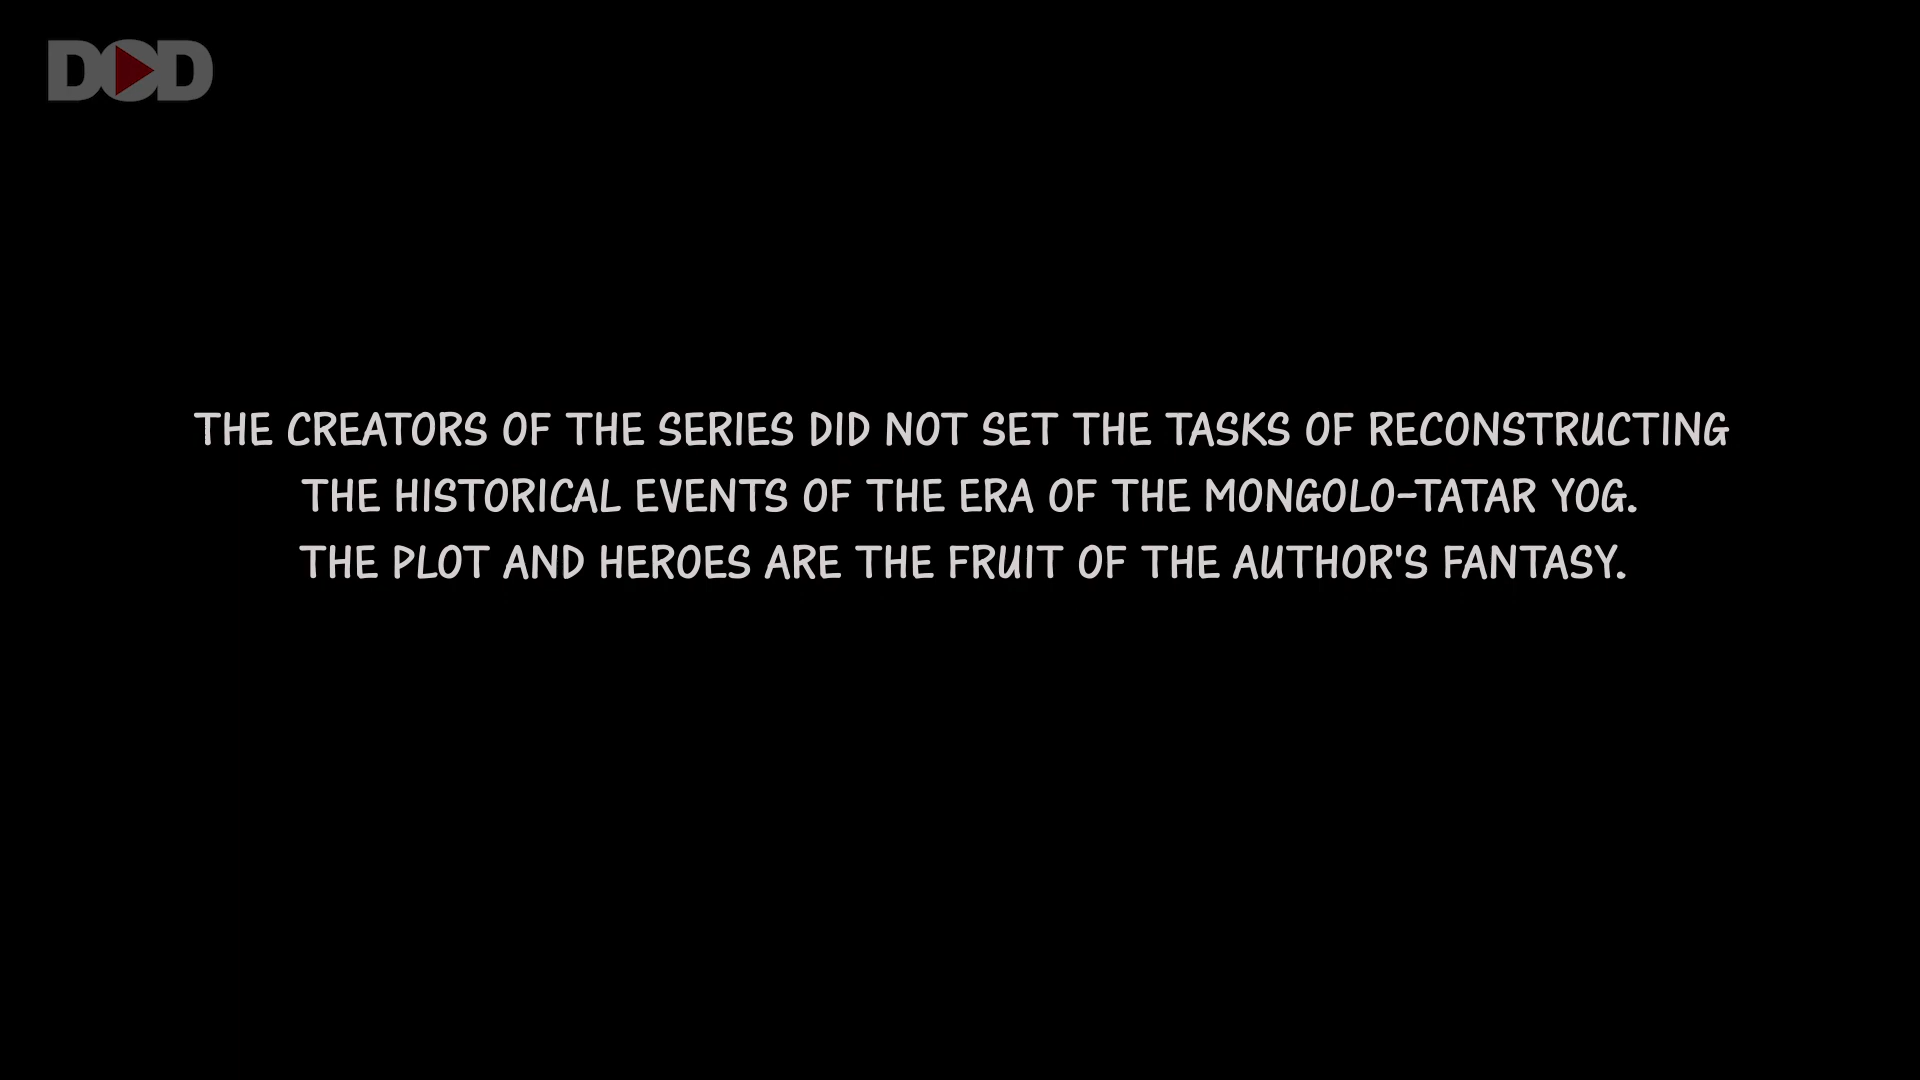 DOD
THE CREATORS OF THE SERIES DID NOT SET THE TASKS OF RECONSTRUCTING
THE HISTORICAL EVENTS OF THE ERA OF THE MONGOLO-TATAR YOG.
THE PLOT AND HEROES ARE THE FRUIT OF THE AUTHOR'S FANTASY.